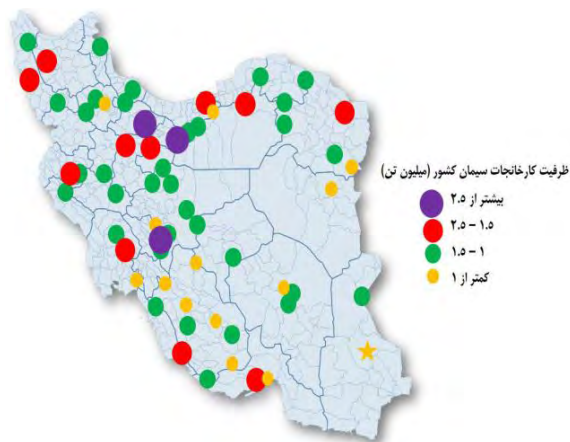 ظرفیت کارخانجات سیمان کشور (میلیون تن)
بیشتر از ۲.۵
۱.۵ – ۲.۵
۱ – ۱.۵
کمتر از ۱